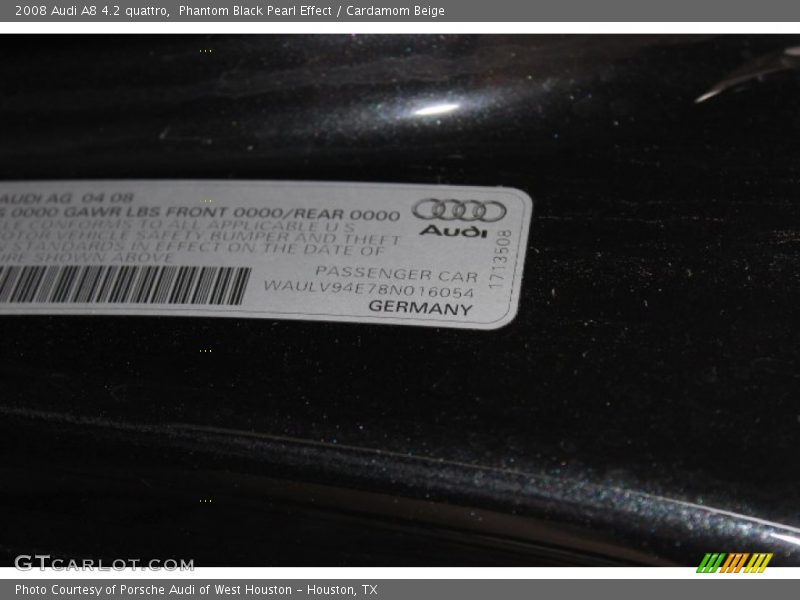 2008 Audi A8 4.2 quattro,  Phantom Black Pearl Effect / Cardamom Beige
AUDI AG 04 08
0000 GAWR LBS FRONT 0000/REAR 0000
CONFORMS TO ALL APPLICABLE U S
VEHICLE SAFETY BUMPER AND THEFT
STANDARDS IN EFFECT ON THE DATE OF
SHOWN ABOVE
Audi
1713508
PASSENGER CAR
WAULV94E78N016054
GERMANY
GTcarlot.com
Photo Courtesy of Porsche Audi of West Houston - Houston, TX